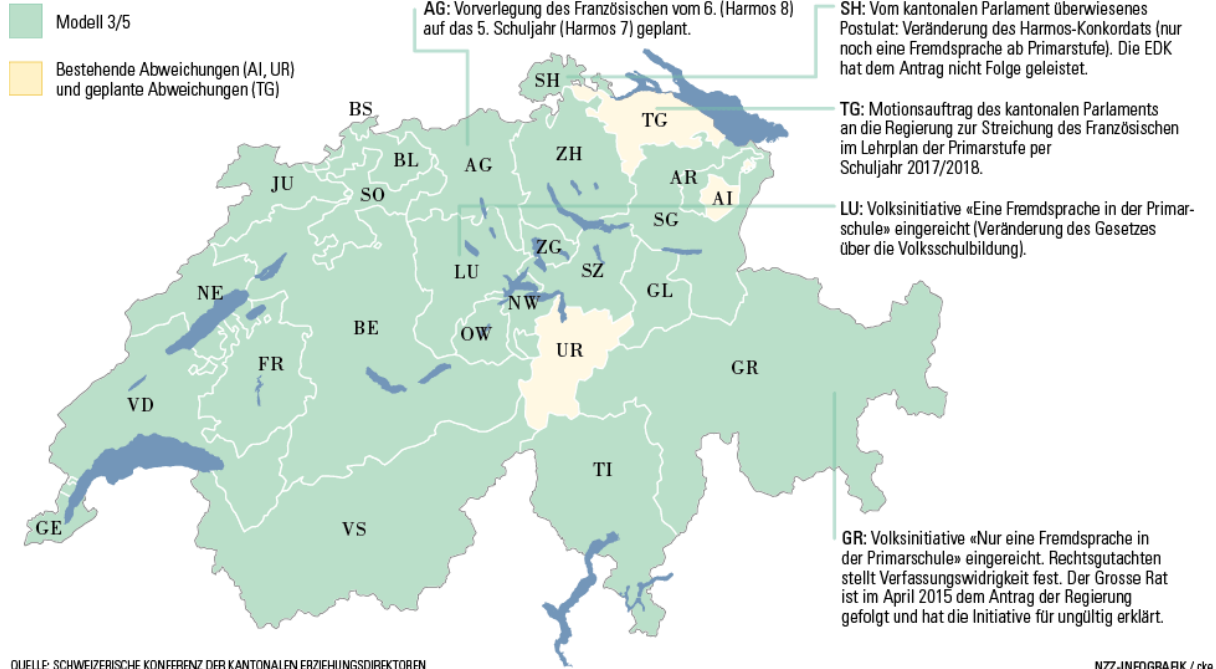 Modell 3/5
Bestehende Abweichungen (AI, UR)
und geplante Abweichungen (TG)
AG: Vorverlegung des Französischen vom 6. (Harmos 8)
auf das 5. Schuljahr (Harmos 7) geplant.
SH: Vom kantonalen Parlament überwiesenes
Postulat: Veränderung des Harmos-Konkordats (nur
noch eine Fremdsprache ab Primarstufe). Die EDK
hat dem Antrag nicht Folge geleistet.
TG: Motionsauftrag des kantonalen Parlaments
an die Regierung zur Streichung des Französischen
im Lehrplan der Primarstufe per
Schuljahr 2017/2018.
LU: Volksinitiative «Eine Fremdsprache in der Primar-
schule» eingereicht (Veränderung des Gesetzes
über die Volksschulbildung).
GR: Volksinitiative «Nur eine Fremdsprache in
der Primarschule» eingereicht. Rechtsgutachten
stellt Verfassungswidrigkeit fest. Der Grosse Rat
ist im April 2015 dem Antrag der Regierung
gefolgt und hat die Initiative für ungültig erklärt.
SH
BS
TG
BL
AG
ZH
JU
SO
AR
AI
SG
ZG
LU
SZ
NE
NW
GL
BE
OW
UR
FR
GR
VD
TI
GE
VS
QUELLE: SCHWEIZERISCHE KONFERENZ DER KANTONALEN ERZIEHUNGSDIREKTOREN
NZZ-INFOGRAFIK / cke.